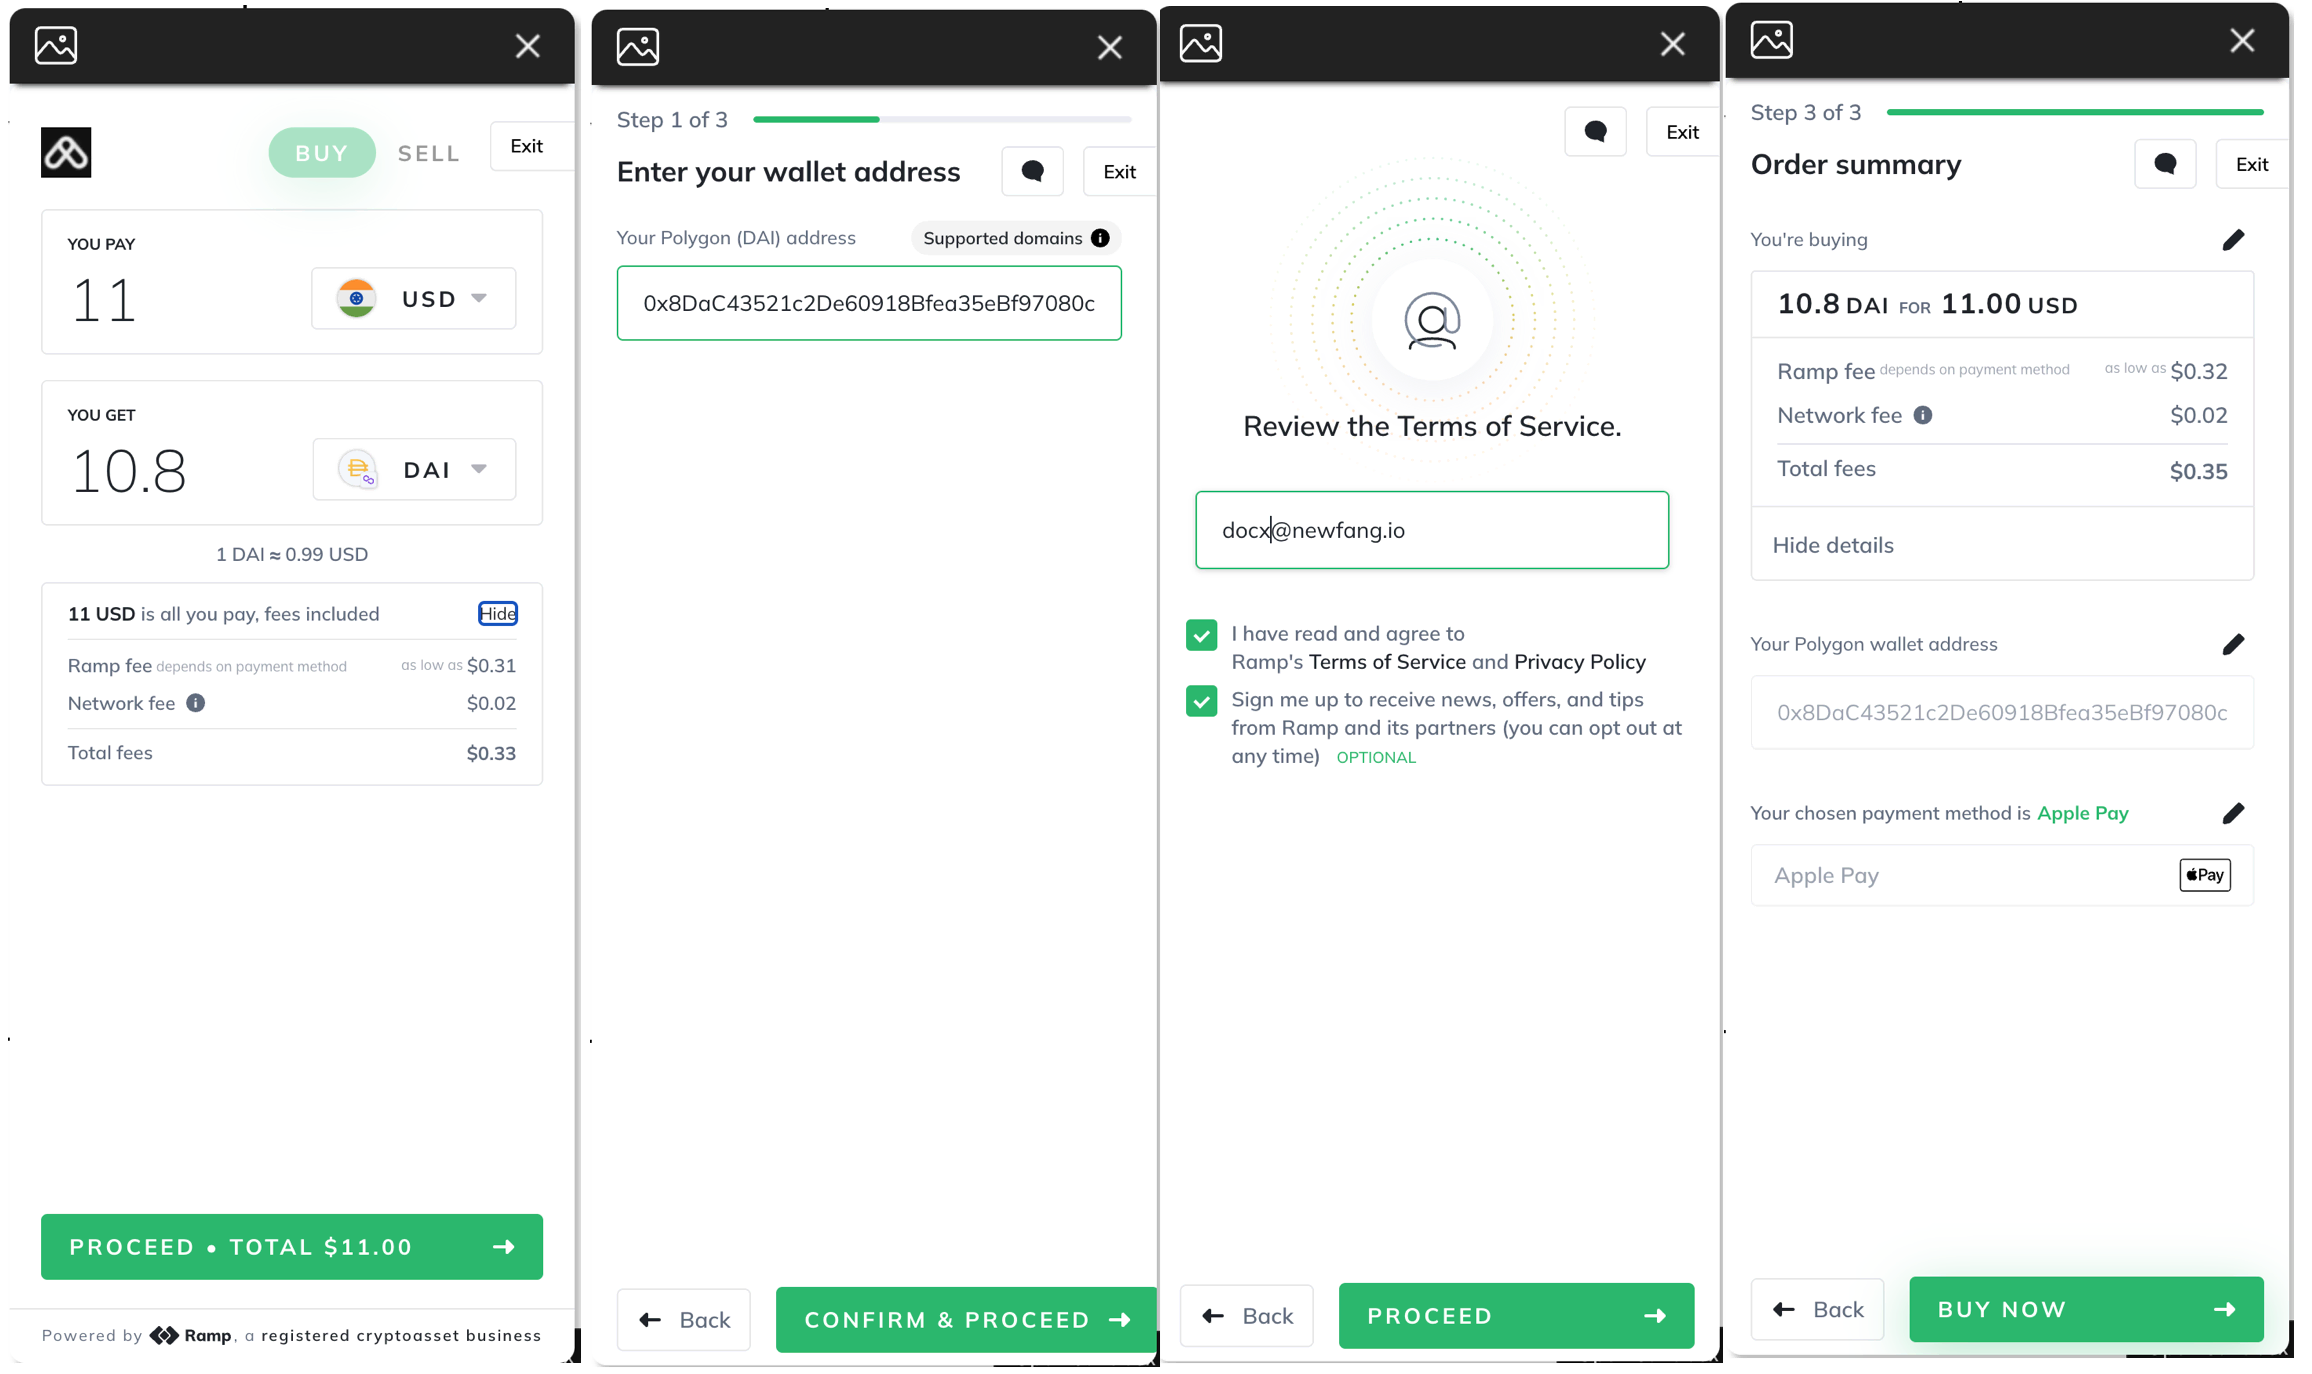 BUY SELL Exit
YOU PAY
11 USD
YOU GET
10.8 DAI
1 DAI ≈ 0.99 USD
11 USD is all you pay, fees included Hide
Ramp fee depends on payment method as low as $0.31
Network fee $0.02
Total fees $0.33
PROCEED • TOTAL $11.00
Powered by Ramp, a registered cryptoasset business
Step 1 of 3
Enter your wallet address Exit
Your Polygon (DAI) address Supported domains
0x8DaC43521c2De60918Bfea35eBf97080c
Back CONFIRM & PROCEED
Exit
Review the Terms of Service.
docx@newfang.io
I have read and agree to
Ramp's Terms of Service and Privacy Policy
Sign me up to receive news, offers, and tips
from Ramp and its partners (you can opt out at
any time) OPTIONAL
Back PROCEED
Step 3 of 3
Order summary Exit
You're buying
10.8 DAI FOR 11.00 USD
Ramp fee depends on payment method as low as $0.32
Network fee $0.02
Total fees $0.35
Hide details
Your Polygon wallet address
0x8DaC43521c2De60918Bfea35eBf97080c
Your chosen payment method is Apple Pay
Apple Pay Pay
Back BUY NOW